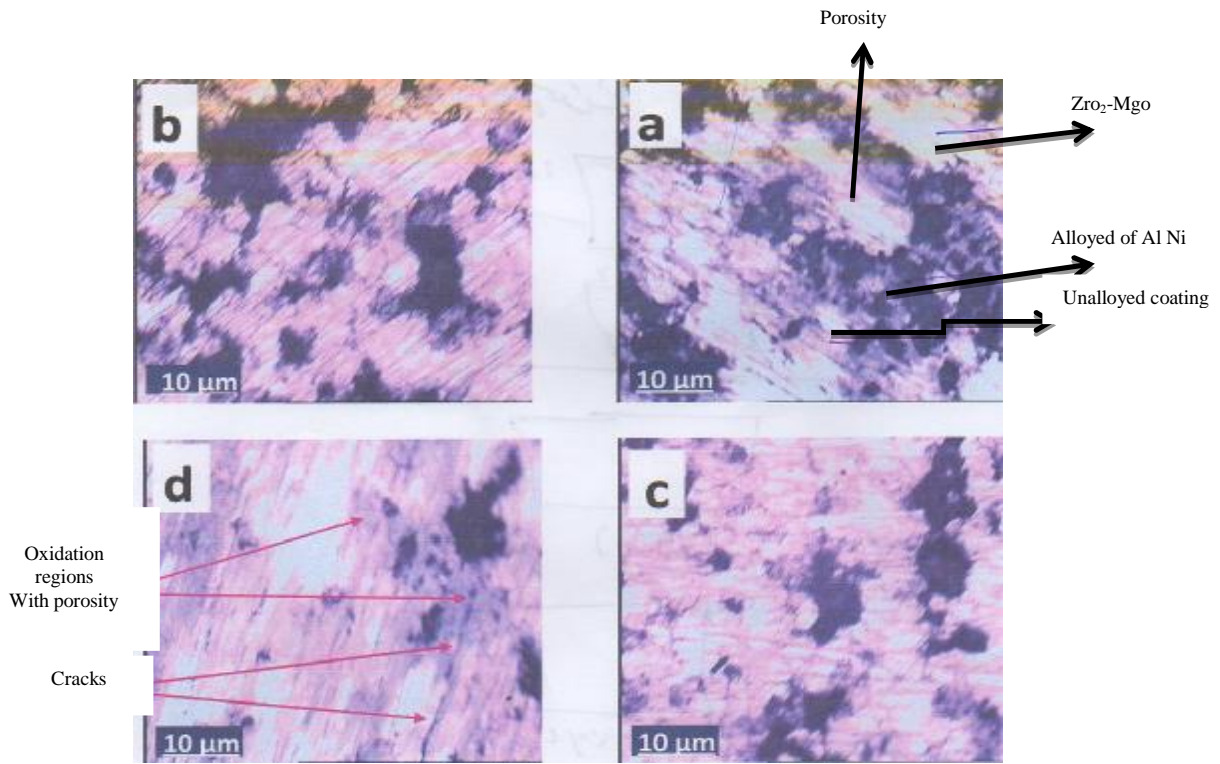 Porosity
Zro₂-Mgo
b
a
Alloyed of Al Ni
Unalloyed coating
10 µm
10 µm
d
c
Oxidation
regions
With porosity
Cracks
10 µm
10 µm